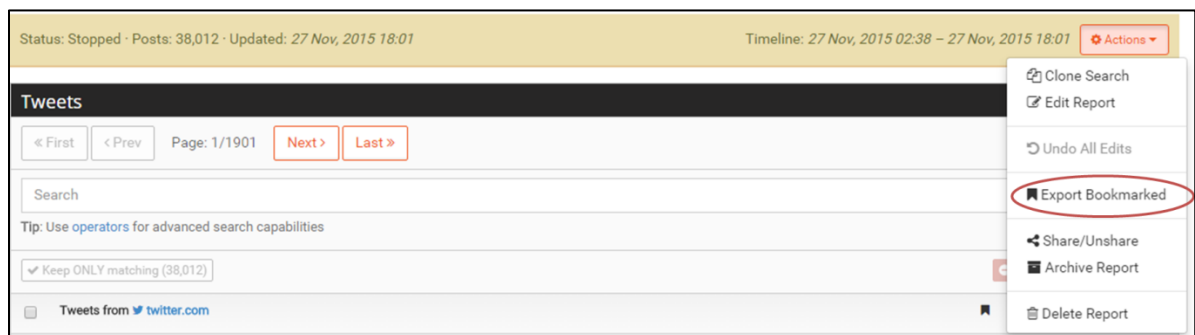 Status: Stopped · Posts: 38,012 · Updated: 27 Nov, 2015 18:01
Timeline: 27 Nov, 2015 02:38 – 27 Nov, 2015 18:01
Actions
Clone Search
Edit Report
Undo All Edits
Export Bookmarked
Share/Unshare
Archive Report
Delete Report
Tweets
« First
‹ Prev
Page: 1/1901
Next ›
Last »
Search
Tip: Use operators for advanced search capabilities
Keep ONLY matching (38,012)
Tweets from twitter.com